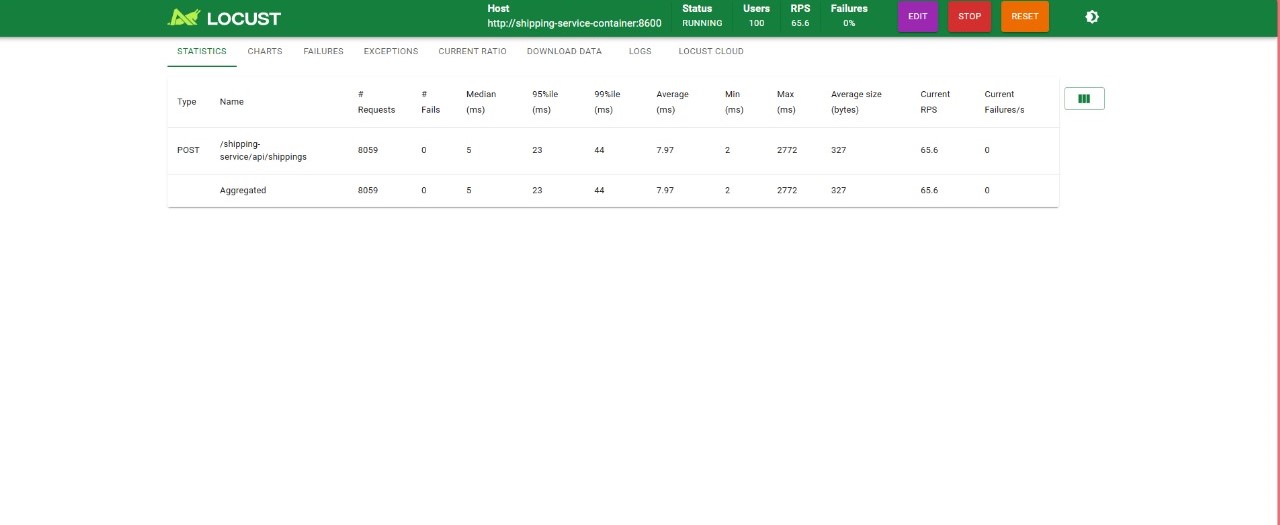 LOCUST
Host Status Users RPS Failures
http://shipping-service-container:8600 RUNNING 100 65.6 0%
EDIT STOP RESET
STATISTICS CHARTS FAILURES EXCEPTIONS CURRENT RATIO DOWNLOAD DATA LOGS LOCUST CLOUD
Type Name # Requests # Fails Median (ms) 95%ile (ms) 99%ile (ms) Average (ms) Min (ms) Max (ms) Average size (bytes) Current RPS Current Failures/s
POST /shipping-service/api/shippings 8059 0 5 23 44 7.97 2 2772 327 65.6 0
Aggregated 8059 0 5 23 44 7.97 2 2772 327 65.6 0